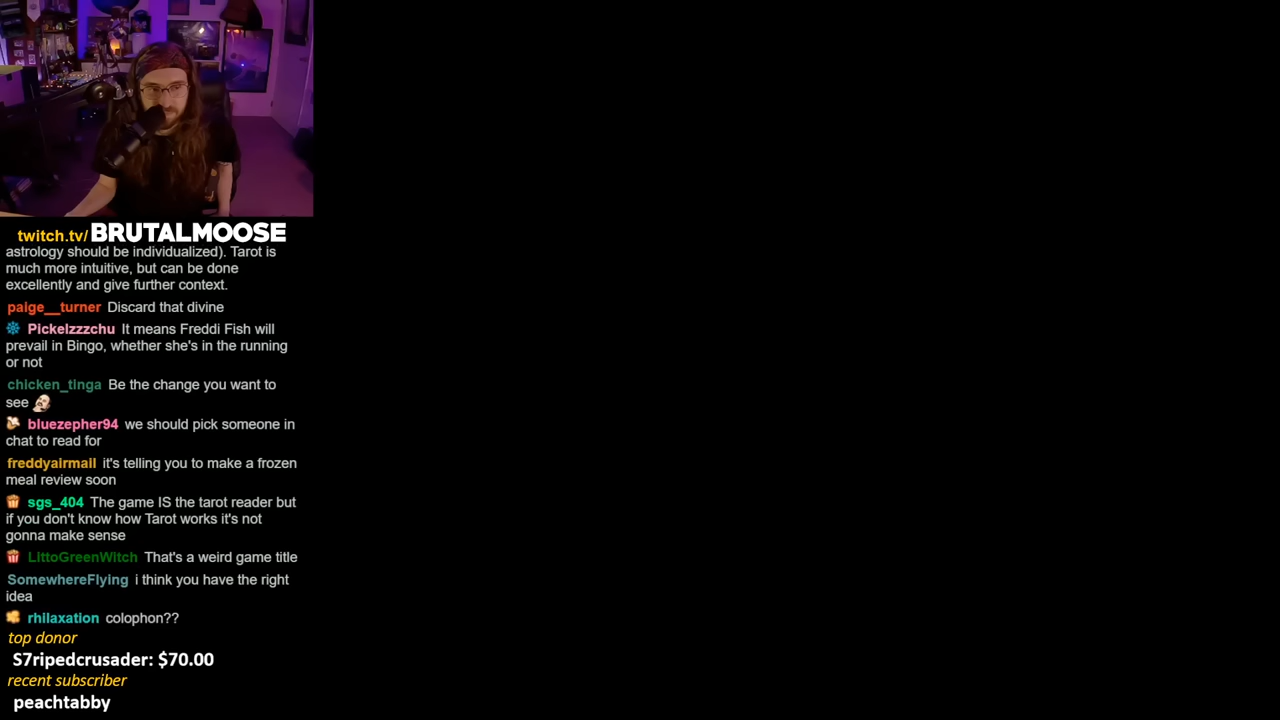 twitch.tv/BRUTALMOOSE
astrology should be individualized). Tarot is
much more intuitive, but can be done
excellently and give further context.
paige__turner Discard that divine
Pickelzzzchu It means Freddi Fish will
prevail in Bingo, whether she's in the running
or not
chicken_tinga Be the change you want to
see
bluezepher94 we should pick someone in
chat to read for
freddyairmail it's telling you to make a frozen
meal review soon
sgs_404 The game IS the tarot reader but
if you don't know how Tarot works it's not
gonna make sense
LittoGreenWitch That's a weird game title
SomewhereFlying i think you have the right
idea
rhilaxation colophon??
top donor
S7ripedcrusader: $70.00
recent subscriber
peachtabby